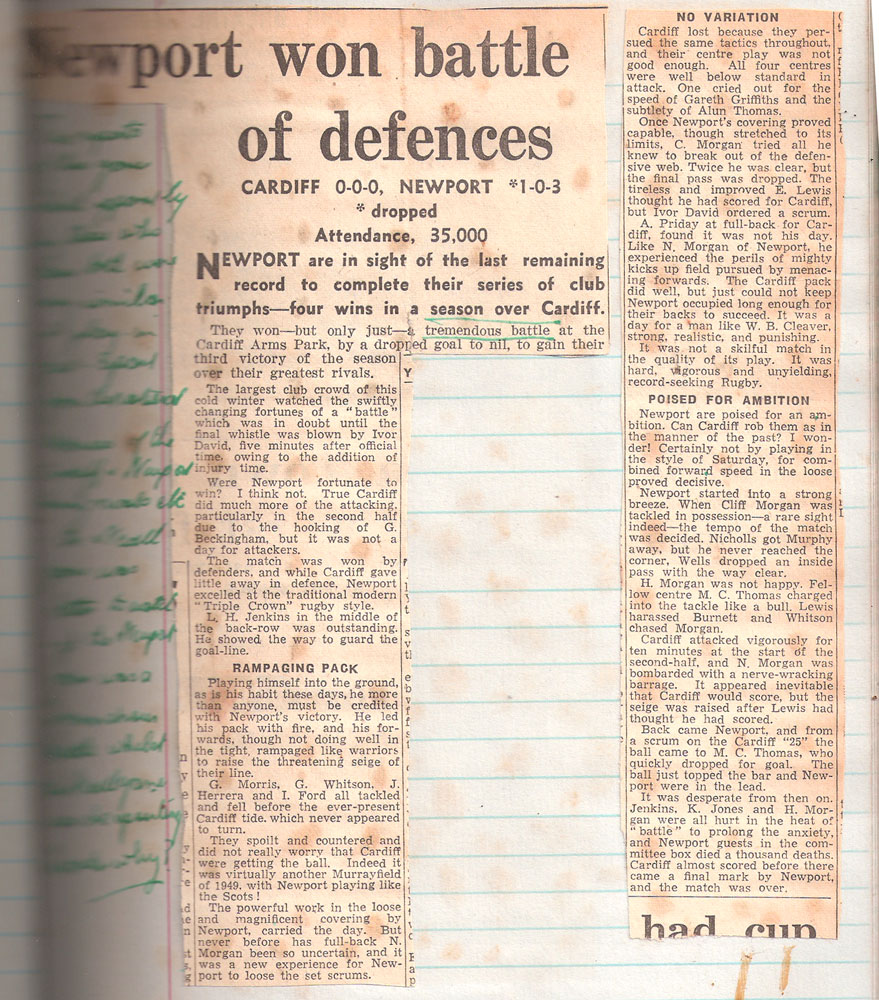 Newport won battle
of defences
CARDIFF 0-0-0, NEWPORT *1-0-3
* dropped
Attendance, 35,000
NEWPORT are in sight of the last remaining
record to complete their series of club
triumphs—four wins in a season over Cardiff.
They won—but only just—a tremendous battle at the
Cardiff Arms Park, by a dropped goal to nil, to gain their
third victory of the season
over their greatest rivals.
The largest club crowd of this
cold winter watched the swiftly
changing fortunes of a "battle"
which was in doubt until the
final whistle was blown by Ivor
David, five minutes after official
time, owing to the addition of
injury time.
Were Newport fortunate to
win? I think not. True Cardiff
did much more of the attacking,
particularly in the second half
due to the hooking of G.
Beckingham, but it was not a
day for attackers.
The match was won by
defenders, and while Cardiff gave
little away in defence, Newport
excelled at the traditional modern
"Triple Crown" rugby style.
L. H. Jenkins in the middle of
the back-row was outstanding.
He showed the way to guard the
goal-line.
RAMPAGING PACK
Playing himself into the ground,
as is his habit these days, he more
than anyone, must be credited
with Newport's victory. He led
his pack with fire, and his for-
wards, though not doing well in
the tight, rampaged like warriors
to raise the threatening seige of
their line.
G. Morris, G. Whitson, J.
Herrera and I. Ford all tackled
and fell before the ever-present
Cardiff tide, which never appeared
to turn.
They spoilt and countered and
did not really worry that Cardiff
were getting the ball. Indeed it
was virtually another Murrayfield
of 1949, with Newport playing like
the Scots !
The powerful work in the loose
and magnificent covering by
Newport, carried the day. But
never before has full-back N.
Morgan been so uncertain, and it
was a new experience for New-
port to loose the set scrums.
NO VARIATION
Cardiff lost because they per-
sued the same tactics throughout,
and their centre play was not
good enough. All four centres
were well below standard in
attack. One cried out for the
speed of Gareth Griffiths and the
subtlety of Alun Thomas.
Once Newport's covering proved
capable, though stretched to its
limits, C. Morgan tried all he
knew to break out of the defen-
sive web. Twice he was clear, but
the final pass was dropped. The
tireless and improved E. Lewis
thought he had scored for Cardiff,
but Ivor David ordered a scrum.
A. Priday at full-back for Car-
diff, found it was not his day.
Like N. Morgan of Newport, he
experienced the perils of mighty
kicks up field pursued by menac-
ing forwards. The Cardiff pack
did well, but just could not keep
Newport occupied long enough for
their backs to succeed. It was a
day for a man like W. B. Cleaver,
strong, realistic, and punishing.
It was not a skilful match in
the quality of its play. It was
hard, vigorous and unyielding,
record-seeking Rugby.
POISED FOR AMBITION
Newport are poised for an am-
bition. Can Cardiff rob them as in
the manner of the past? I won-
der! Certainly not by playing in
the style of Saturday, for com-
bined forward speed in the loose
proved decisive.
Newport started into a strong
breeze. When Cliff Morgan was
tackled in possession—a rare sight
indeed—the tempo of the match
was decided. Nicholls got Murphy
away, but he never reached the
corner, Wells dropped an inside
pass with the way clear.
H. Morgan was not happy. Fel-
low centre M. C. Thomas charged
into the tackle like a bull. Lewis
harassed Burnett and Whitson
chased Morgan.
Cardiff attacked vigorously for
ten minutes at the start of the
second-half, and N. Morgan was
bombarded with a nerve-wracking
barrage. It appeared inevitable
that Cardiff would score, but the
seige was raised after Lewis had
thought he had scored.
Back came Newport, and from
a scrum on the Cardiff "25" the
ball came to M. C. Thomas, who
quickly dropped for goal. The
ball just topped the bar and New-
port were in the lead.
It was desperate from then on.
Jenkins, K. Jones and H. Mor-
gan were all hurt in the heat of
"battle" to prolong the anxiety,
and Newport guests in the com-
mittee box died a thousand deaths.
Cardiff almost scored before there
came a final mark by Newport,
and the match was over.
had cup